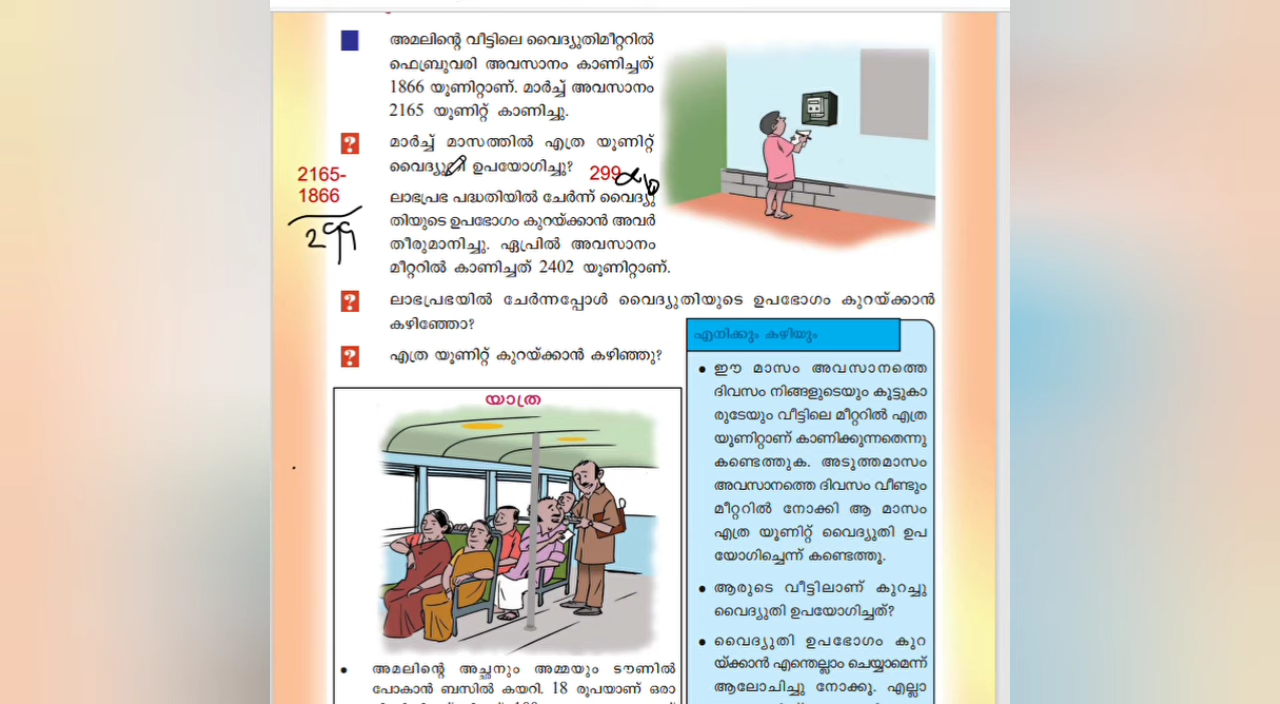 അമലിന്റെ വീട്ടിലെ വൈദ്യുതിമീറ്ററിൽ
ഫെബ്രുവരി അവസാനം കാണിച്ചത്
1866 യൂണിറ്റാണ്. മാർച്ച് അവസാനം
2165 യൂണിറ്റ് കാണിച്ചു.
? മാർച്ച് മാസത്തിൽ എത്ര യൂണിറ്റ്
വൈദ്യുതി ഉപയോഗിച്ചു? 299
2165-
1866
299
ലാഭപ്രഭ പദ്ധതിയിൽ ചേർന്ന് വൈദ്യു
തിയുടെ ഉപഭോഗം കുറയ്ക്കാൻ അവർ
തീരുമാനിച്ചു. ഏപ്രിൽ അവസാനം
മീറ്ററിൽ കാണിച്ചത് 2402 യൂണിറ്റാണ്.
? ലാഭപ്രഭയിൽ ചേർന്നപ്പോൾ വൈദ്യുതിയുടെ ഉപഭോഗം കുറയ്ക്കാൻ
കഴിഞ്ഞോ?
? എത്ര യൂണിറ്റ് കുറയ്ക്കാൻ കഴിഞ്ഞു?
യാത്ര
• അമലിന്റെ അച്ഛനും അമ്മയും ടൗണിൽ
പോകാൻ ബസിൽ കയറി. 18 രൂപയാണ് ഒരാ
എനിക്കും കഴിയും
• ഈ മാസം അവസാനത്തെ
ദിവസം നിങ്ങളുടെയും കൂട്ടുകാ
രുടേയും വീട്ടിലെ മീറ്ററിൽ എത്ര
യൂണിറ്റാണ് കാണിക്കുന്നതെന്നു
കണ്ടെത്തുക. അടുത്തമാസം
അവസാനത്തെ ദിവസം വീണ്ടും
മീറ്ററിൽ നോക്കി ആ മാസം
എത്ര യൂണിറ്റ് വൈദ്യുതി ഉപ
യോഗിച്ചെന്ന് കണ്ടെത്തൂ.
• ആരുടെ വീട്ടിലാണ് കുറച്ചു
വൈദ്യുതി ഉപയോഗിച്ചത്?
• വൈദ്യുതി ഉപഭോഗം കുറ
യ്ക്കാൻ എന്തെല്ലാം ചെയ്യാമെന്ന്
ആലോചിച്ചു നോക്കൂ. എല്ലാ